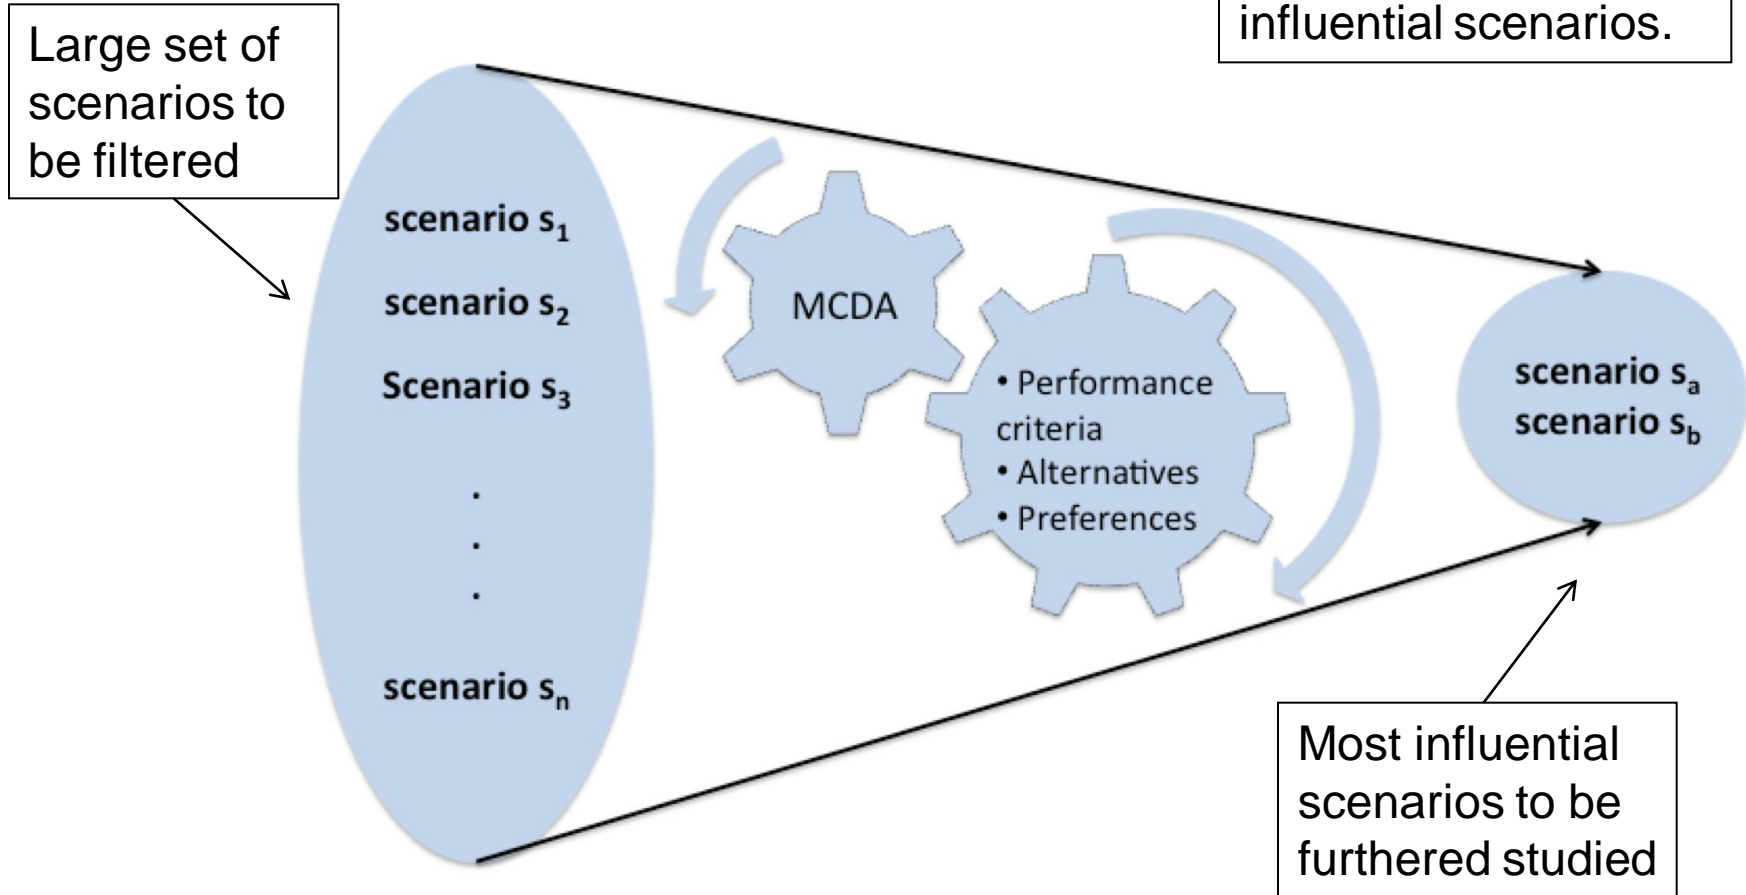 influential scenarios.
Large set of
scenarios to
be filtered
scenario s1
scenario s2
Scenario s3
.
.
.
scenario sn
MCDA
• Performance
criteria
• Alternatives
• Preferences
scenario sa
scenario sb
Most influential
scenarios to be
furthered studied